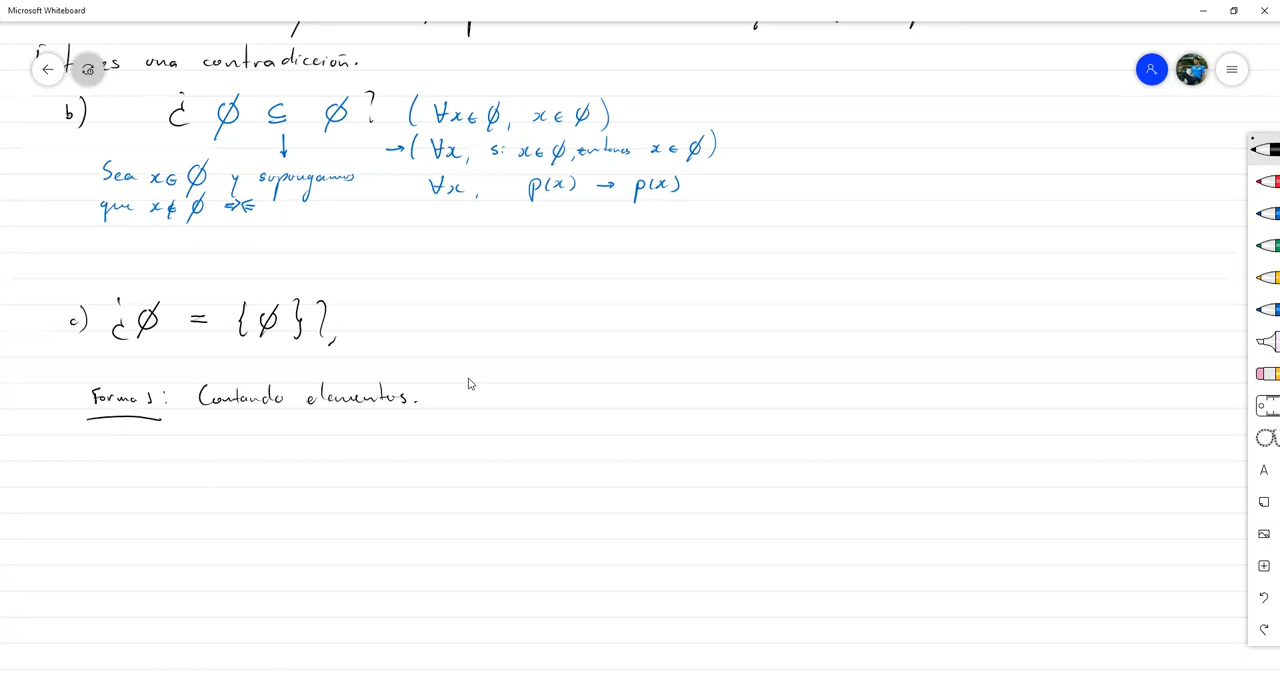 Microsoft Whiteboard
es una contradicción.
b) ¿ ∅ ⊆ ∅ ? ( ∀x ∈ ∅, x ∈ ∅ )
→ ( ∀x, si x ∈ ∅, entonces x ∈ ∅ )
Sea x ∈ ∅ y supongamos
∀x, p(x) → p(x)
que x ∉ ∅ ⇒⇐
c) ¿ ∅ = { ∅ } ?,
Forma 1: Contando elementos.
A